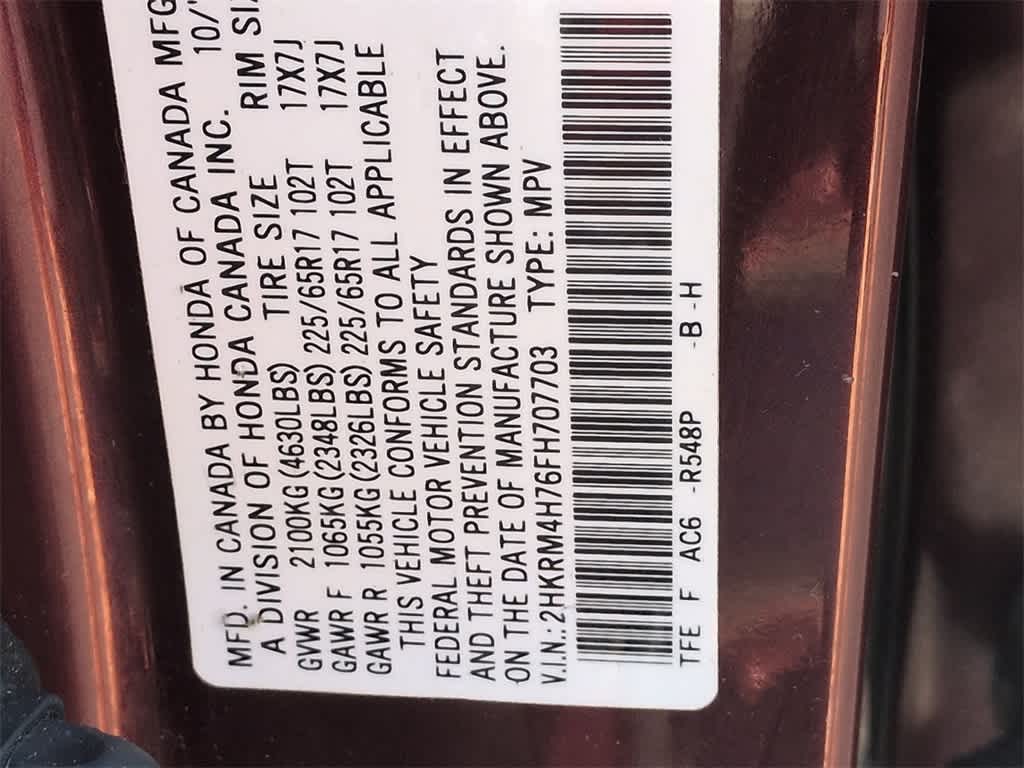 MFD. IN CANADA BY HONDA OF CANADA MFG
A DIVISION OF HONDA CANADA INC. 10/
TIRE SIZE RIM
GVWR 2100KG(4630LBS)
GAWR F 1065KG(2348LBS) 225/65R17 102T 17X7J
GAWR R 1055KG(2326LBS) 225/65R17 102T 17X7J
THIS VEHICLE CONFORMS TO ALL APPLICABLE
FEDERAL MOTOR VEHICLE SAFETY
AND THEFT PREVENTION STANDARDS IN EFFECT
ON THE DATE OF MANUFACTURE SHOWN ABOVE.
V.I.N.: 2HKRM4H76FH707703 TYPE: MPV
TFE F AC6 -R548P -B -H